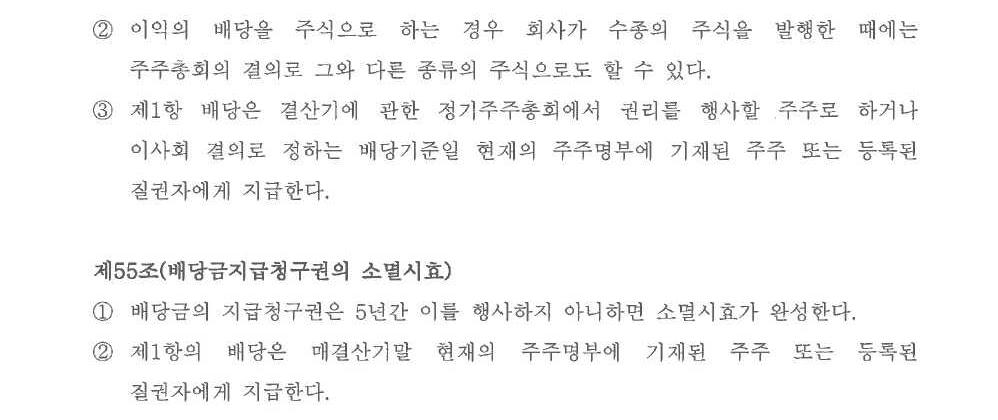 ② 이익의 배당을 주식으로 하는 경우 회사가 수종의 주식을 발행한 때에는
주주총회의 결의로 그와 다른 종류의 주식으로도 할 수 있다.
③ 제1항 배당은 결산기에 관한 정기주주총회에서 권리를 행사할 주주로 하거나
이사회 결의로 정하는 배당기준일 현재의 주주명부에 기재된 주주 또는 등록된
질권자에게 지급한다.
제55조(배당금지급청구권의 소멸시효)
① 배당금의 지급청구권은 5년간 이를 행사하지 아니하면 소멸시효가 완성한다.
② 제1항의 배당은 매결산기말 현재의 주주명부에 기재된 주주 또는 등록된
질권자에게 지급한다.